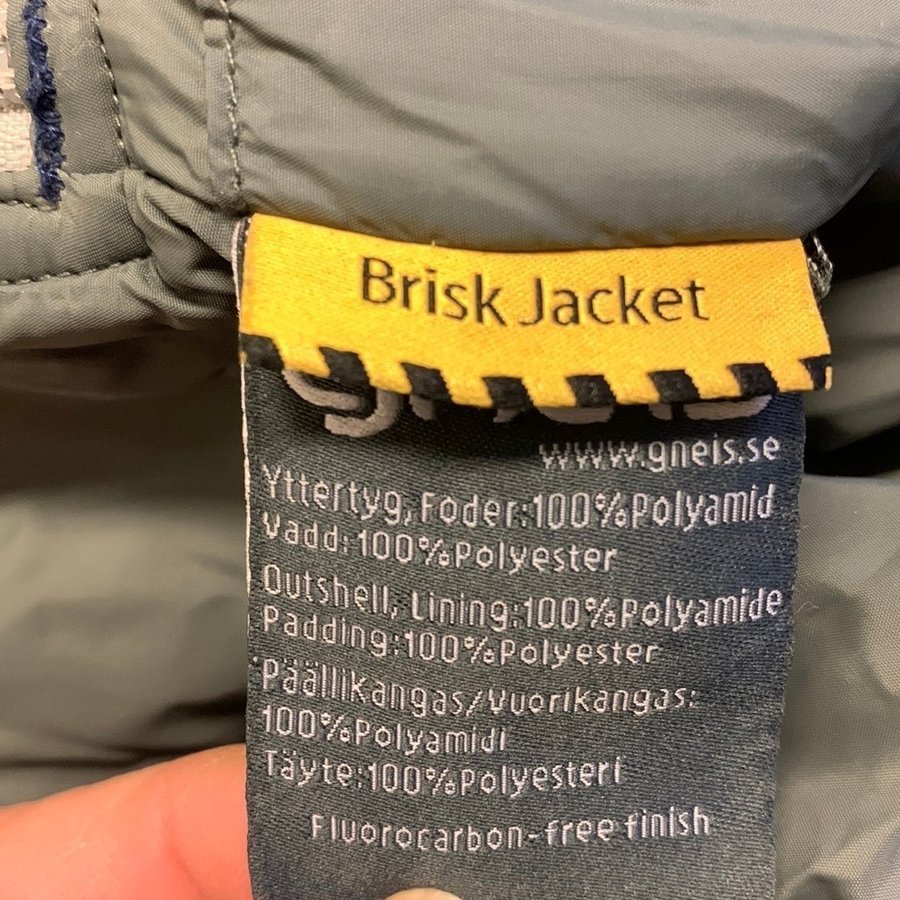 Brisk Jacket
gneis
www.gneis.se
Yttertyg, Foder:100%Polyamid
Vadd:100%Polyester
Outshell, Lining:100%Polyamide
Padding:100%Polyester
Päällikangas/Vuorikangas:
100%Polyamidi
Täyte:100%Polyesteri
Fluorocarbon-free finish